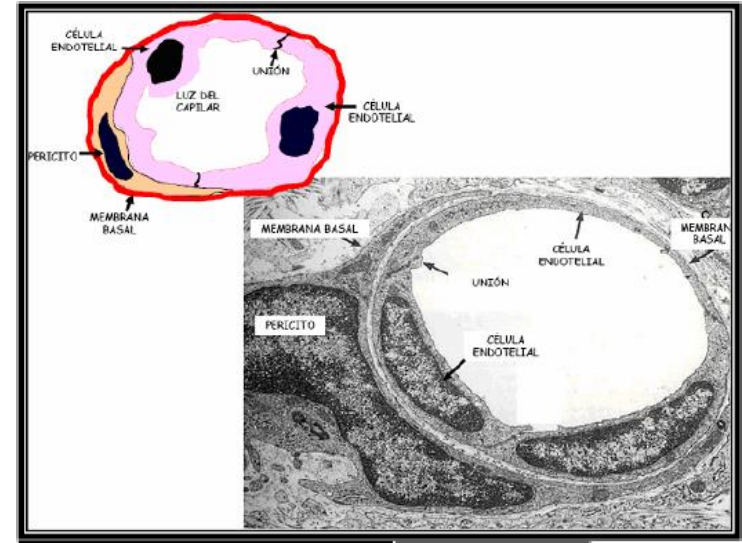 CÉLULA
ENDOTELIAL
UNIÓN
LUZ DEL
CAPILAR
CÉLULA
ENDOTELIAL
PERICITO
MEMBRANA
BASAL
MEMBRANA BASAL
CÉLULA
ENDOTELIAL
MEMBRAN
BASAL
UNIÓN
PERICITO
CÉLULA
ENDOTELIAL